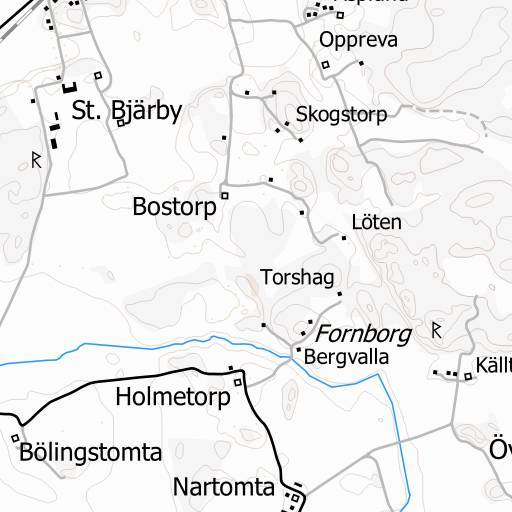 Oppreva
St. Bjärby
Skogstorp
Bostorp
Löten
Torshag
Fornborg
ᚱ
ᚱ
Bergvalla
Holmetorp
Bölingstomta
Nartomta